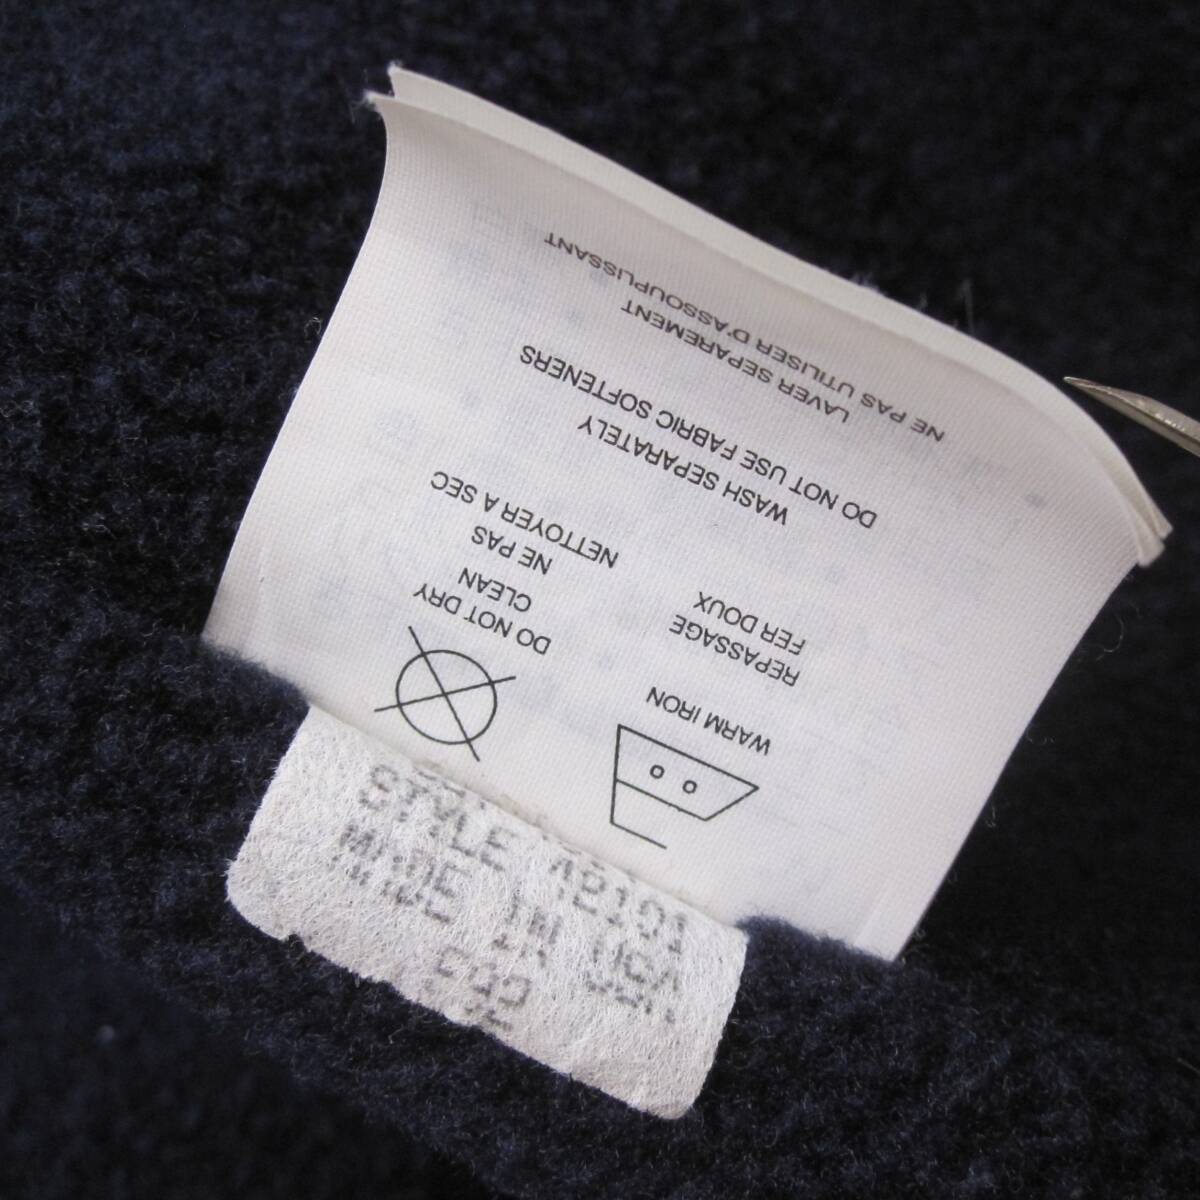 WARM IRON
REPASSAGE
FER DOUX
DO NOT DRY
CLEAN
NE PAS
NETTOYER A SEC
WASH SEPARATELY
DO NOT USE FABRIC SOFTENERS
LAVER SEPAREMENT
NE PAS UTILISER D'ASSOUPLISSANT
STYLE
MADE IN USA